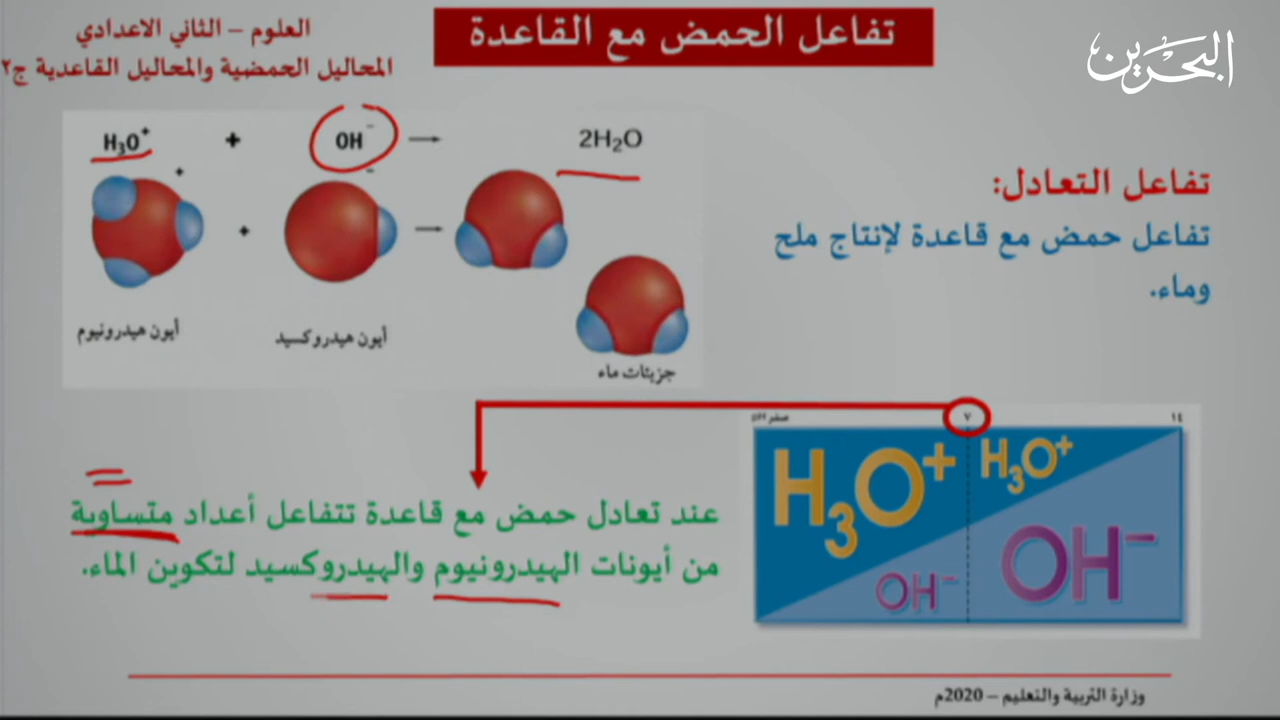 تفاعل الحمض مع القاعدة
العلوم – الثاني الاعدادي
المحاليل الحمضية والمحاليل القاعدية ج٢
البحرين
H₃O⁺ + OH⁻ → 2H₂O
+ -
+ →
أيون هيدرونيوم
أيون هيدروكسيد
جزيئات ماء
تفاعل التعادل:
تفاعل حمض مع قاعدة لإنتاج ملح
وماء.
١٤ ٧ صفر
H₃O⁺ H₃O⁺
OH⁻ OH⁻
عند تعادل حمض مع قاعدة تتفاعل أعداد متساوية
من أيونات الهيدرونيوم والهيدروكسيد لتكوين الماء.
وزارة التربية والتعليم – 2020م